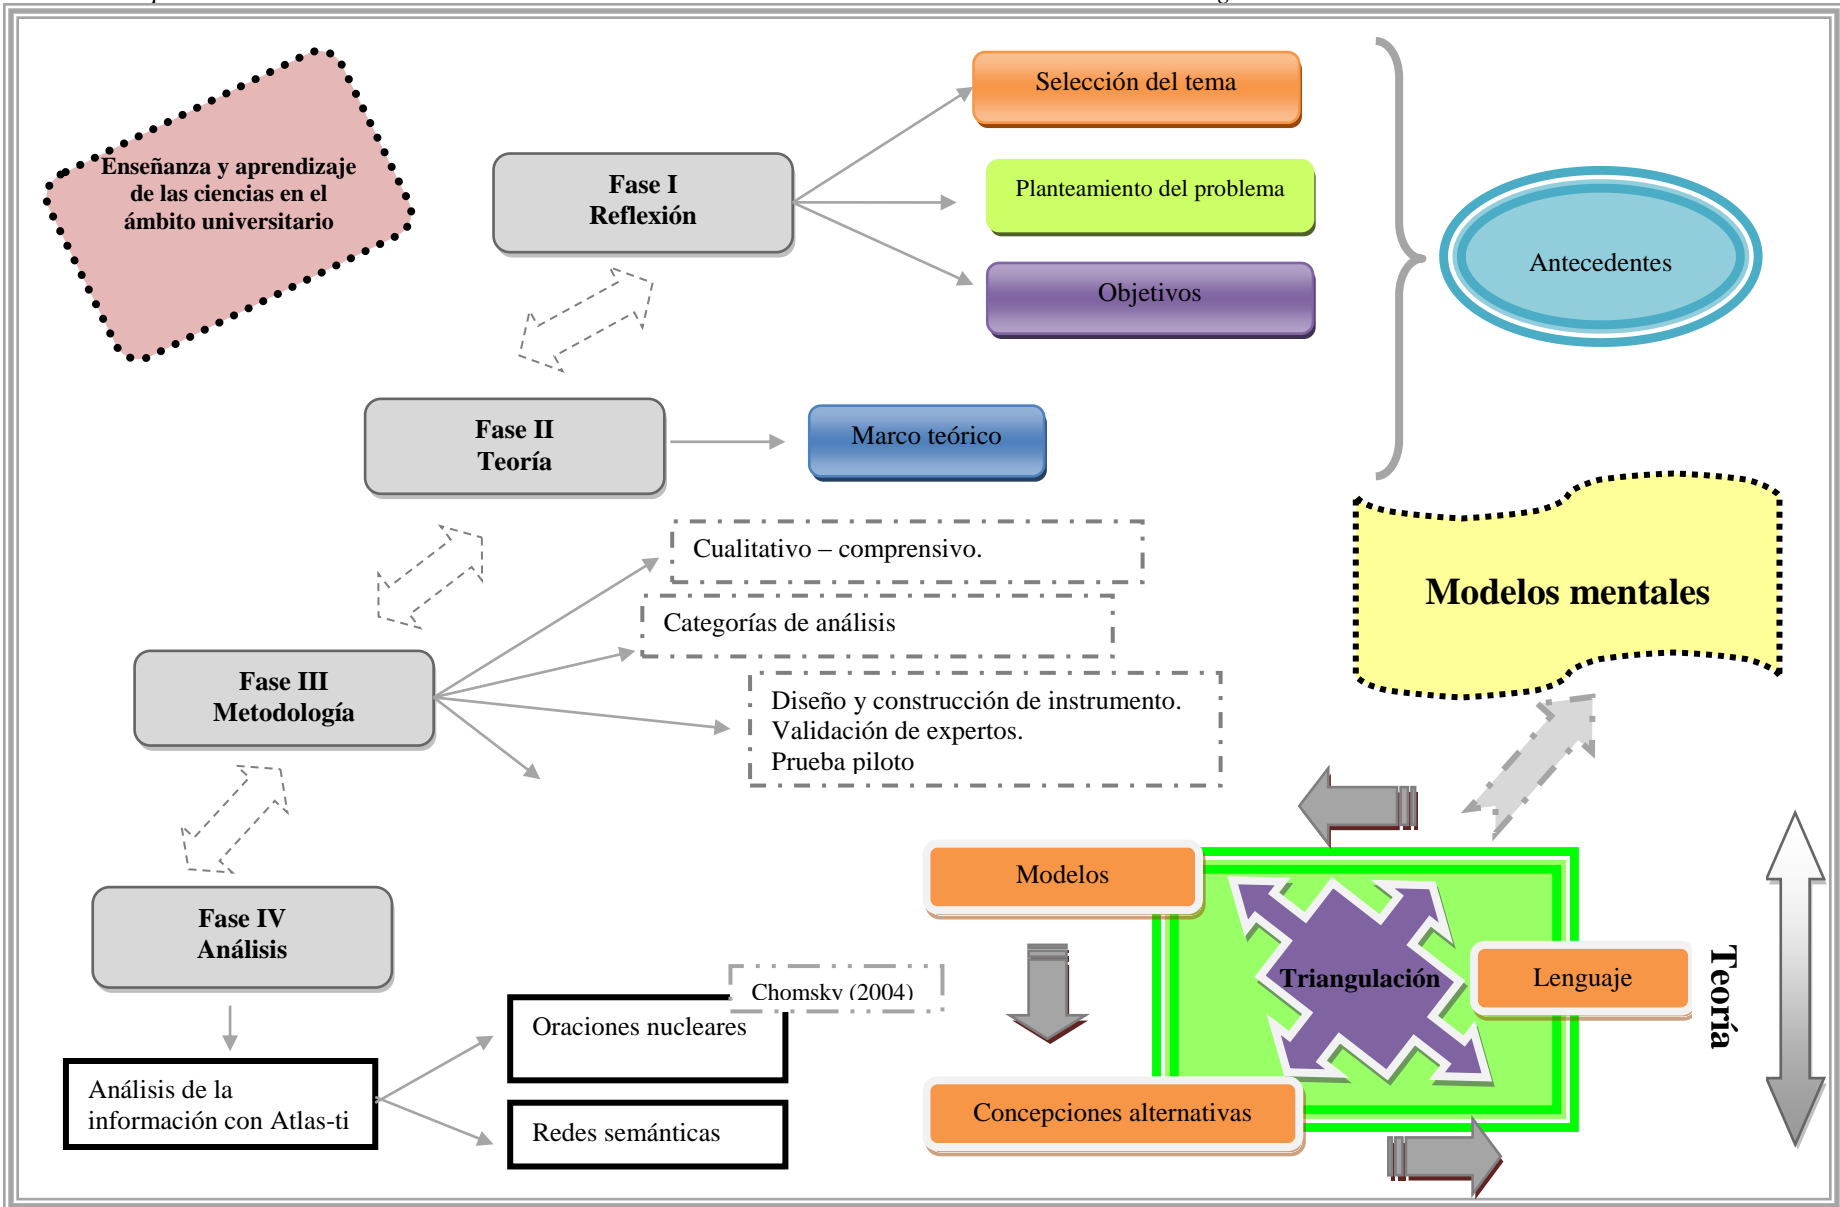 Enseñanza y aprendizaje
de las ciencias en el
ámbito universitario
Fase I
Reflexión
Selección del tema
Planteamiento del problema
Objetivos
Antecedentes
Fase II
Teoría
Marco teórico
Cualitativo – comprensivo.
Categorías de análisis
Fase III
Metodología
Diseño y construcción de instrumento.
Validación de expertos.
Prueba piloto
Modelos mentales
Fase IV
Análisis
Modelos
Triangulación
Lenguaje
Teoría
Concepciones alternativas
Chomsky (2004)
Oraciones nucleares
Análisis de la
información con Atlas-ti
Redes semánticas